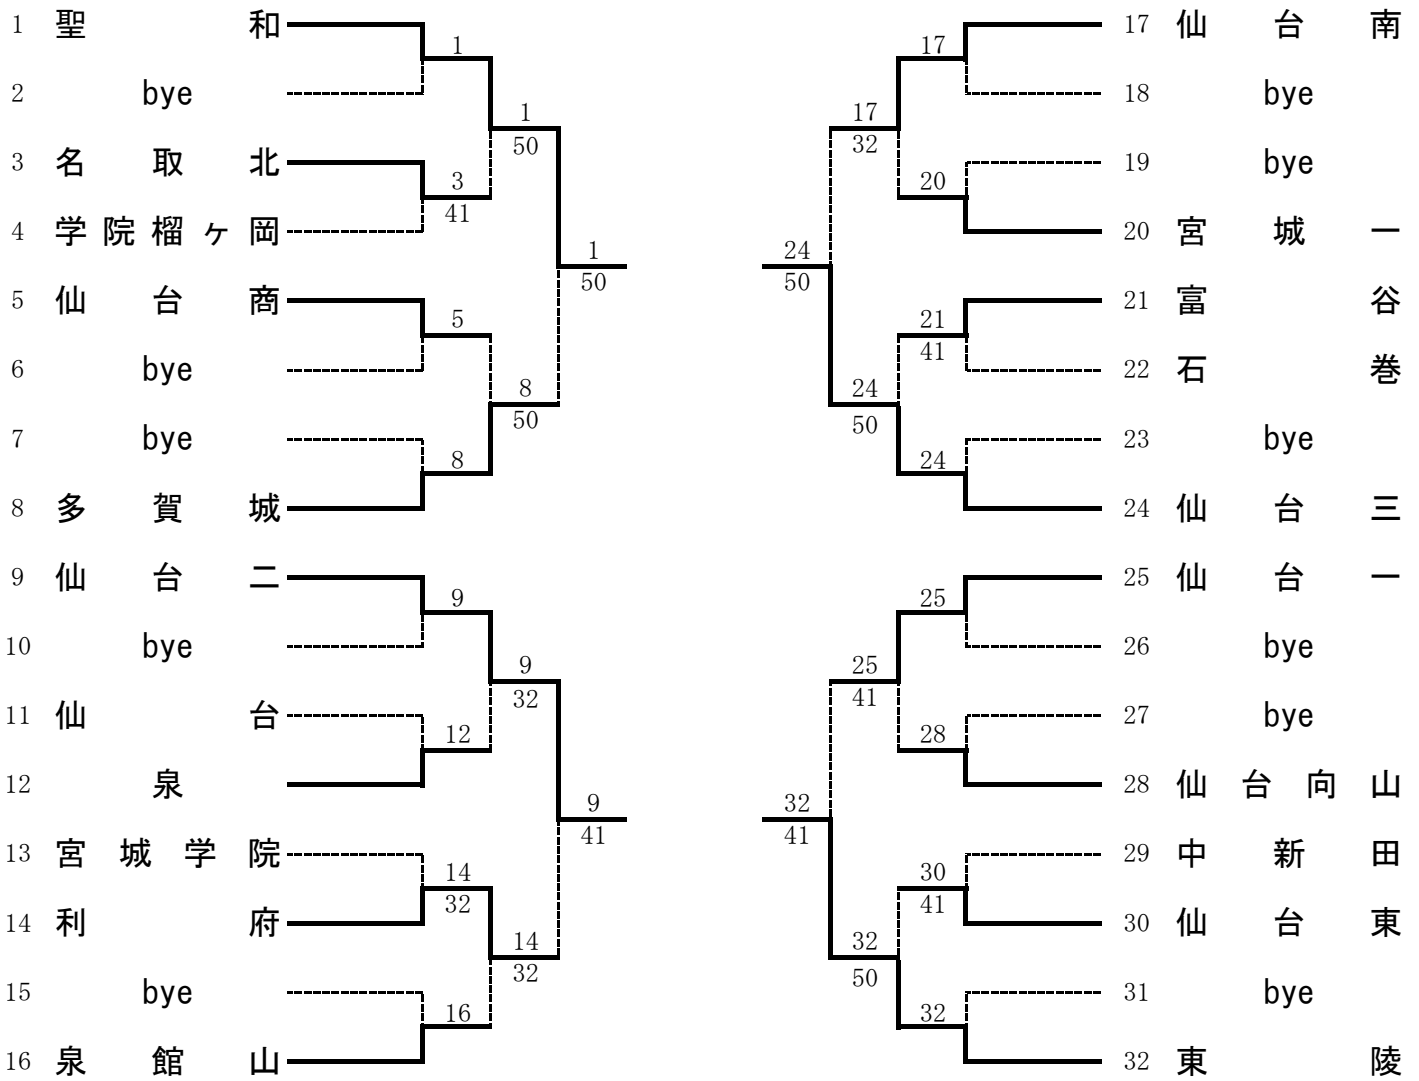 1 聖和
1
2 bye
1
50
3 名取北
3
41
4 学院榴ヶ岡
1
50
5 仙台商
5
6 bye
8
50
7 bye
8
8 多賀城
9 仙台二
9
10 bye
9
32
11 仙台
12
12 泉
9
41
13 宮城学院
14
32
14 利府
14
32
15 bye
16
16 泉館山
17 仙台南
17
18 bye
17
32
19 bye
20
20 宮城一
24
50
21 富谷
21
41
22 石巻
24
50
23 bye
24
24 仙台三
25 仙台一
25
26 bye
25
41
27 bye
28
28 仙台向山
32
41
29 中新田
30
41
30 仙台東
32
50
31 bye
32
32 東陵